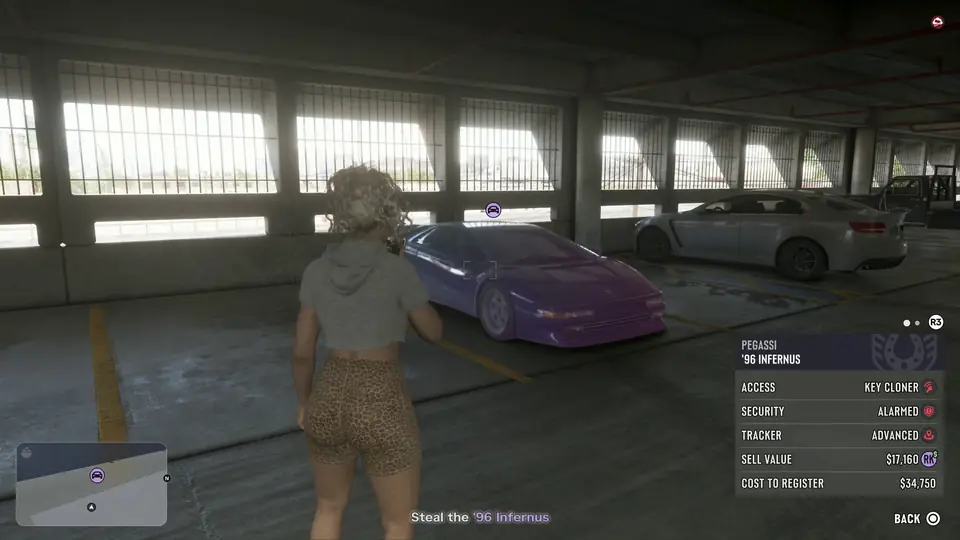 R3
PEGASSI
'96 INFERNUS
ACCESS KEY CLONER
SECURITY ALARMED
TRACKER ADVANCED
SELL VALUE $17,160 RK
COST TO REGISTER $34,750
N
Steal the '96 Infernus
BACK